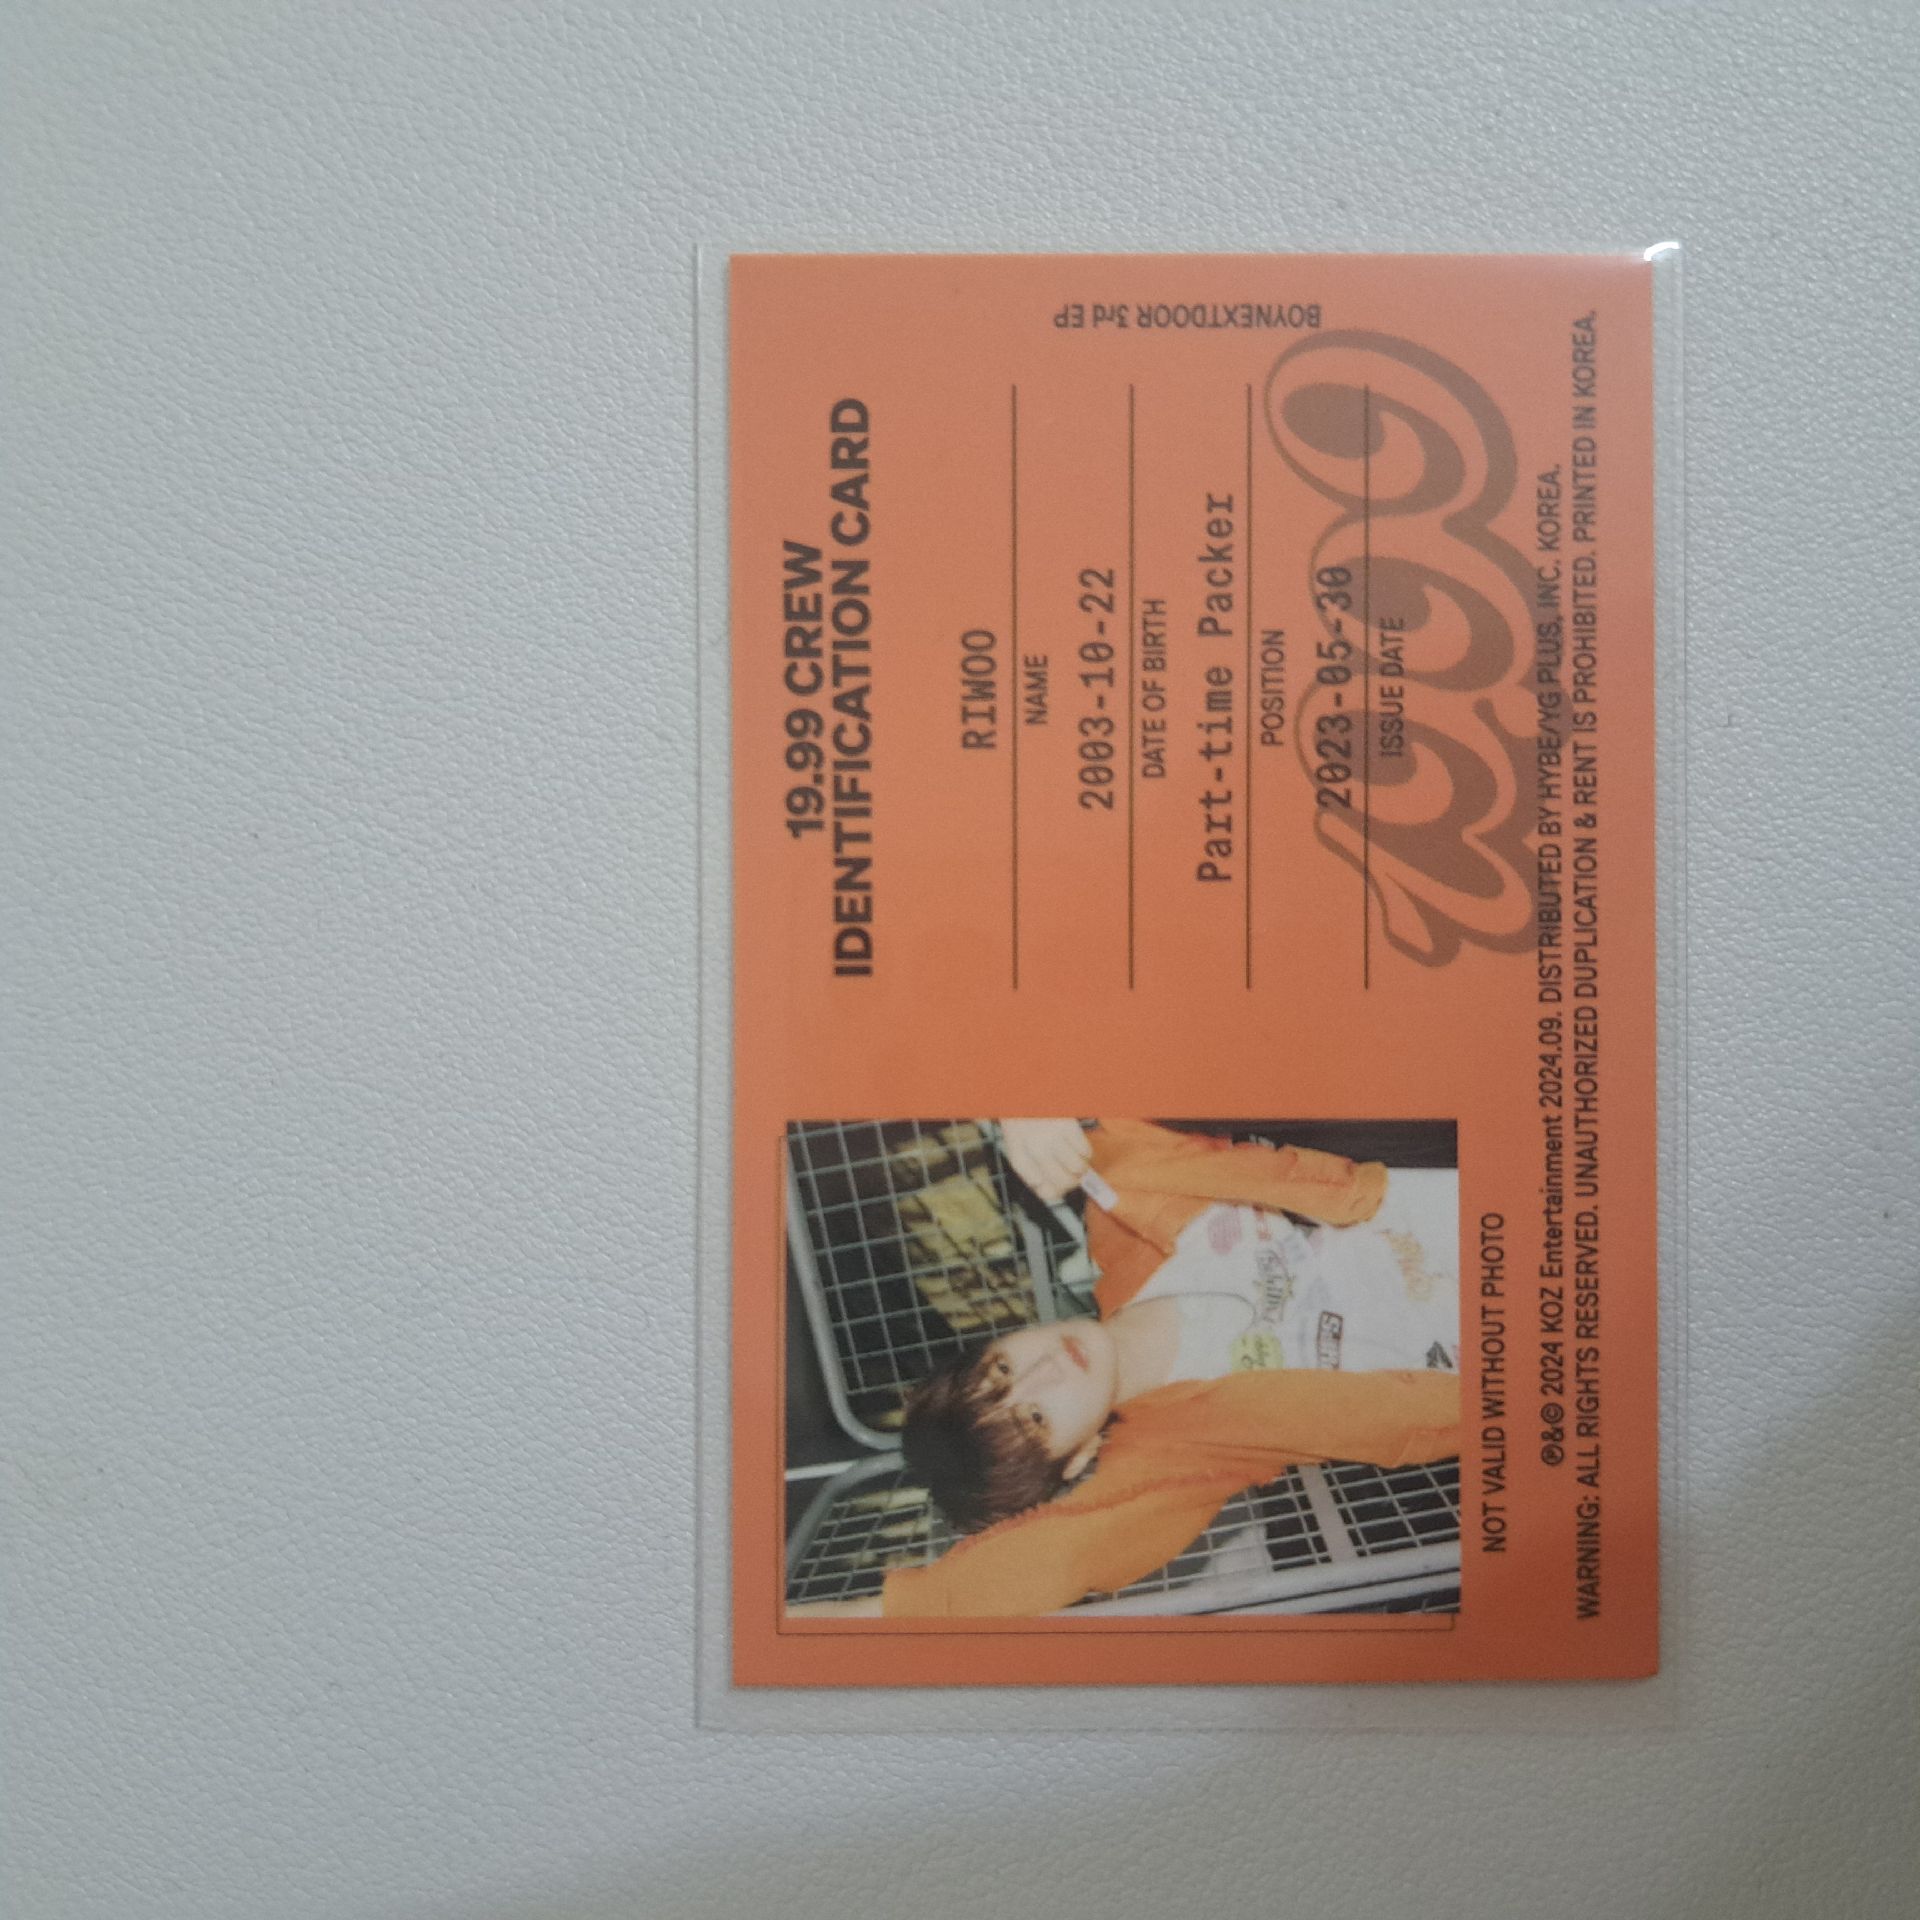 19.99 CREW
IDENTIFICATION CARD
RIWOO
NAME
2003-10-22
DATE OF BIRTH
Part-time Packer
POSITION
2023-05-30
ISSUE DATE
BOYNEXTDOOR 3rd EP
NOT VALID WITHOUT PHOTO
℗&© 2024 KOZ Entertainment 2024.09. DISTRIBUTED BY HYBE/YG PLUS, INC. KOREA.
WARNING: ALL RIGHTS RESERVED. UNAUTHORIZED DUPLICATION & RENT IS PROHIBITED. PRINTED IN KOREA.